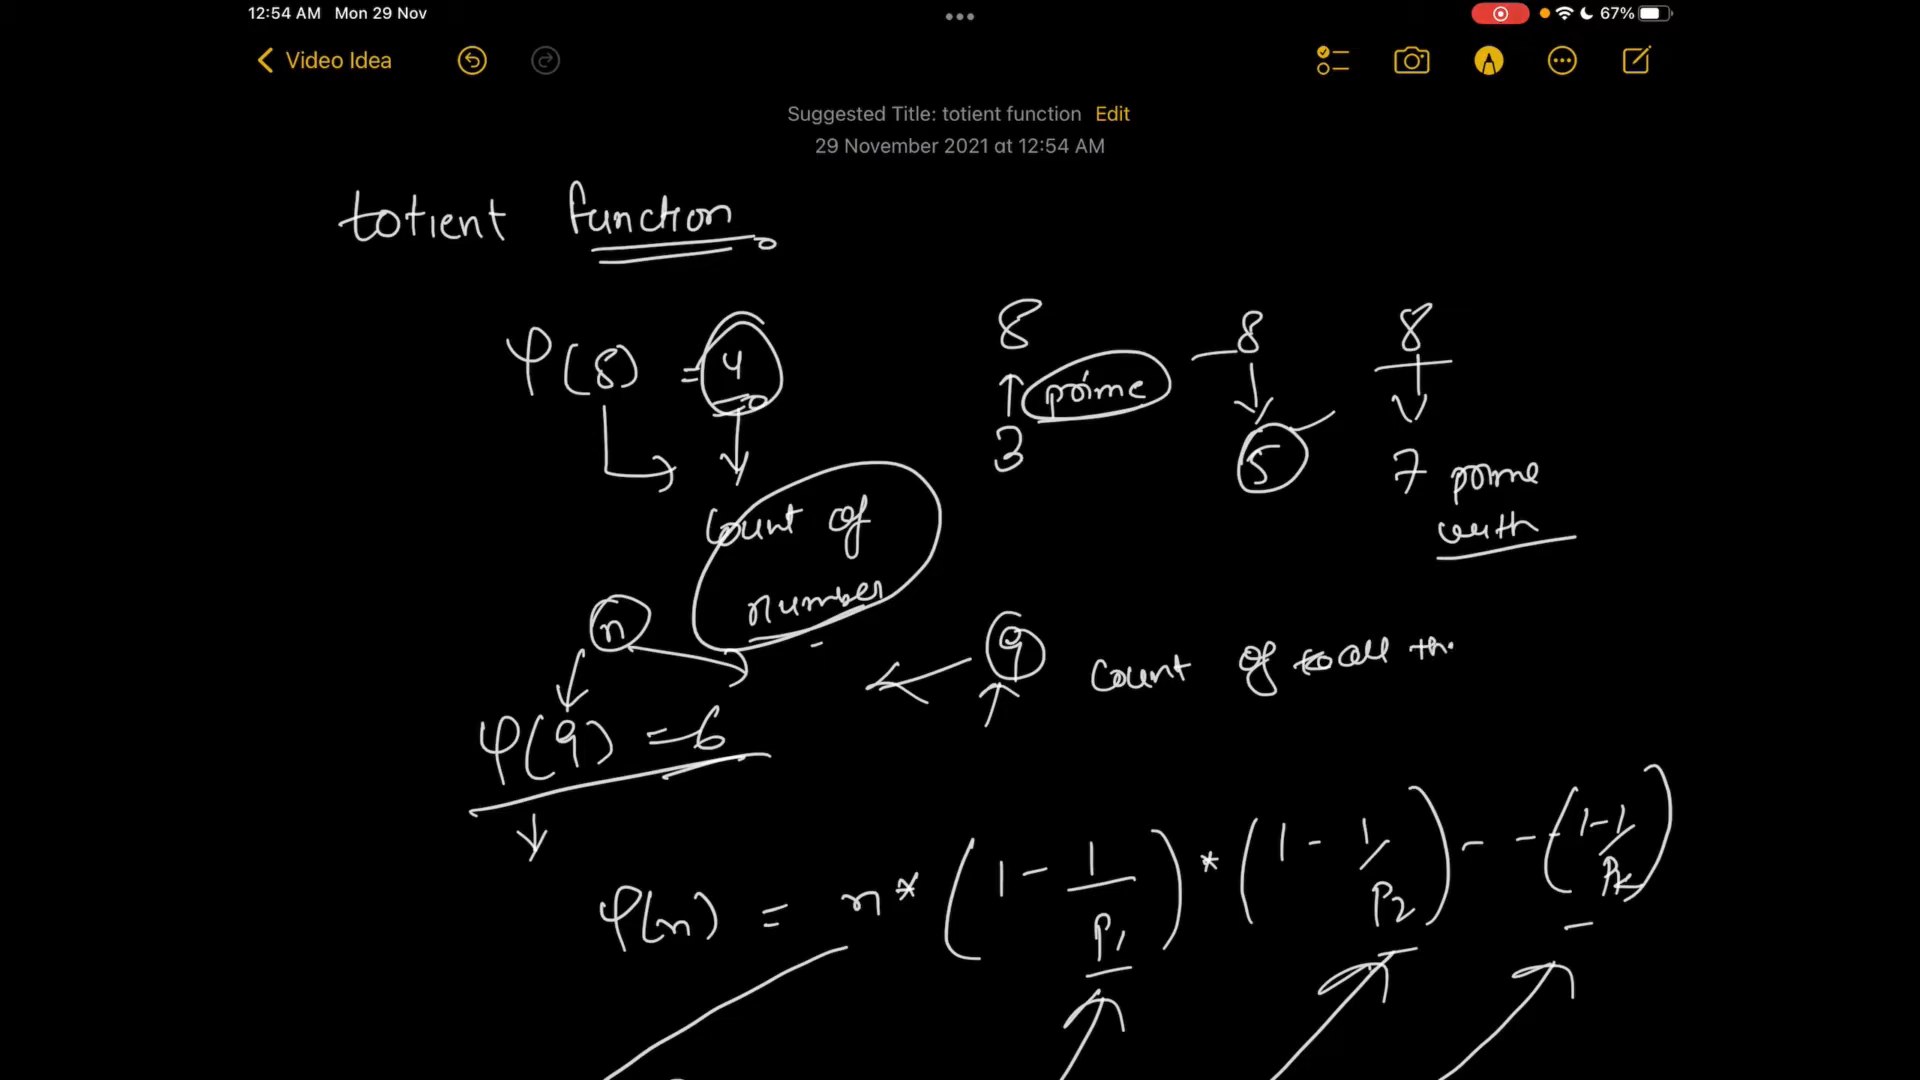 12:54 AM Mon 29 Nov
67%
Video Idea
Suggested Title: totient function Edit
29 November 2021 at 12:54 AM
totient function
φ(8) = 4
8 8 8
prime
3 5 7 prime
with
count of
number
n
9 count of to all th
φ(9) = 6
φ(n) = n * (1 - 1/P1) * (1 - 1/P2) - - (1 - 1/Pk)